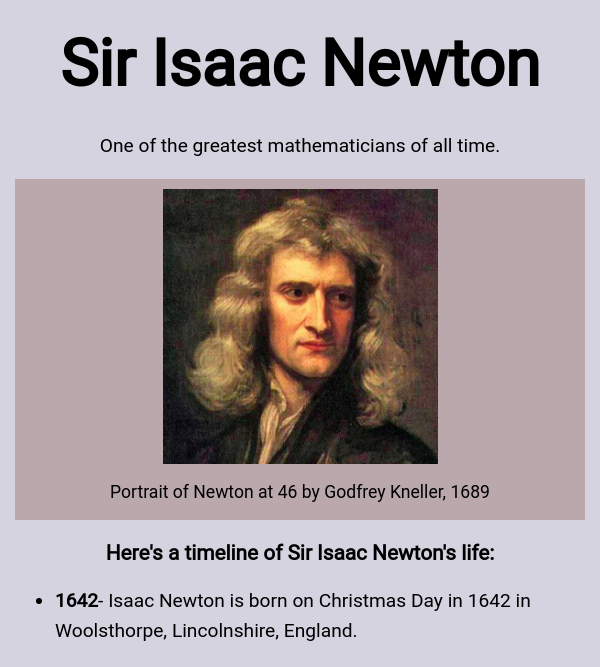 Sir Isaac Newton
One of the greatest mathematicians of all time.
Portrait of Newton at 46 by Godfrey Kneller, 1689
Here's a timeline of Sir Isaac Newton's life:
• 1642- Isaac Newton is born on Christmas Day in 1642 in
Woolsthorpe, Lincolnshire, England.